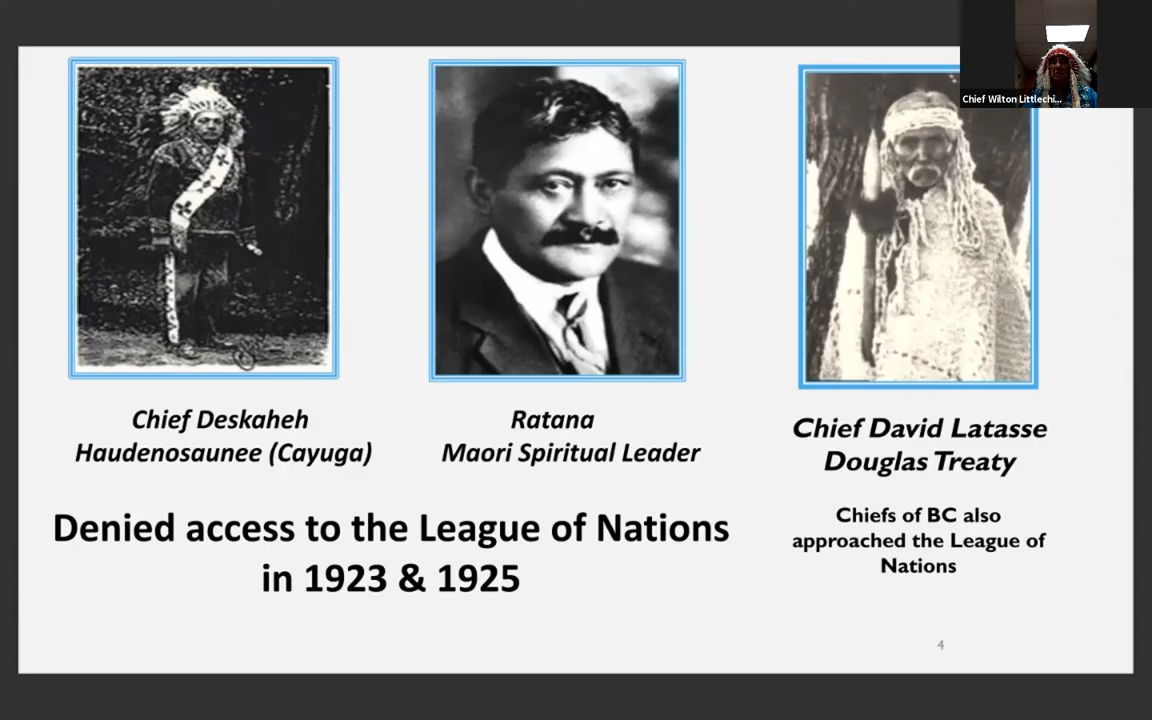 Chief Wilton Littlechi...
Chief Deskaheh
Haudenosaunee (Cayuga)
Ratana
Maori Spiritual Leader
Chief David Latasse
Douglas Treaty
Denied access to the League of Nations
in 1923 & 1925
Chiefs of BC also
approached the League of
Nations
4